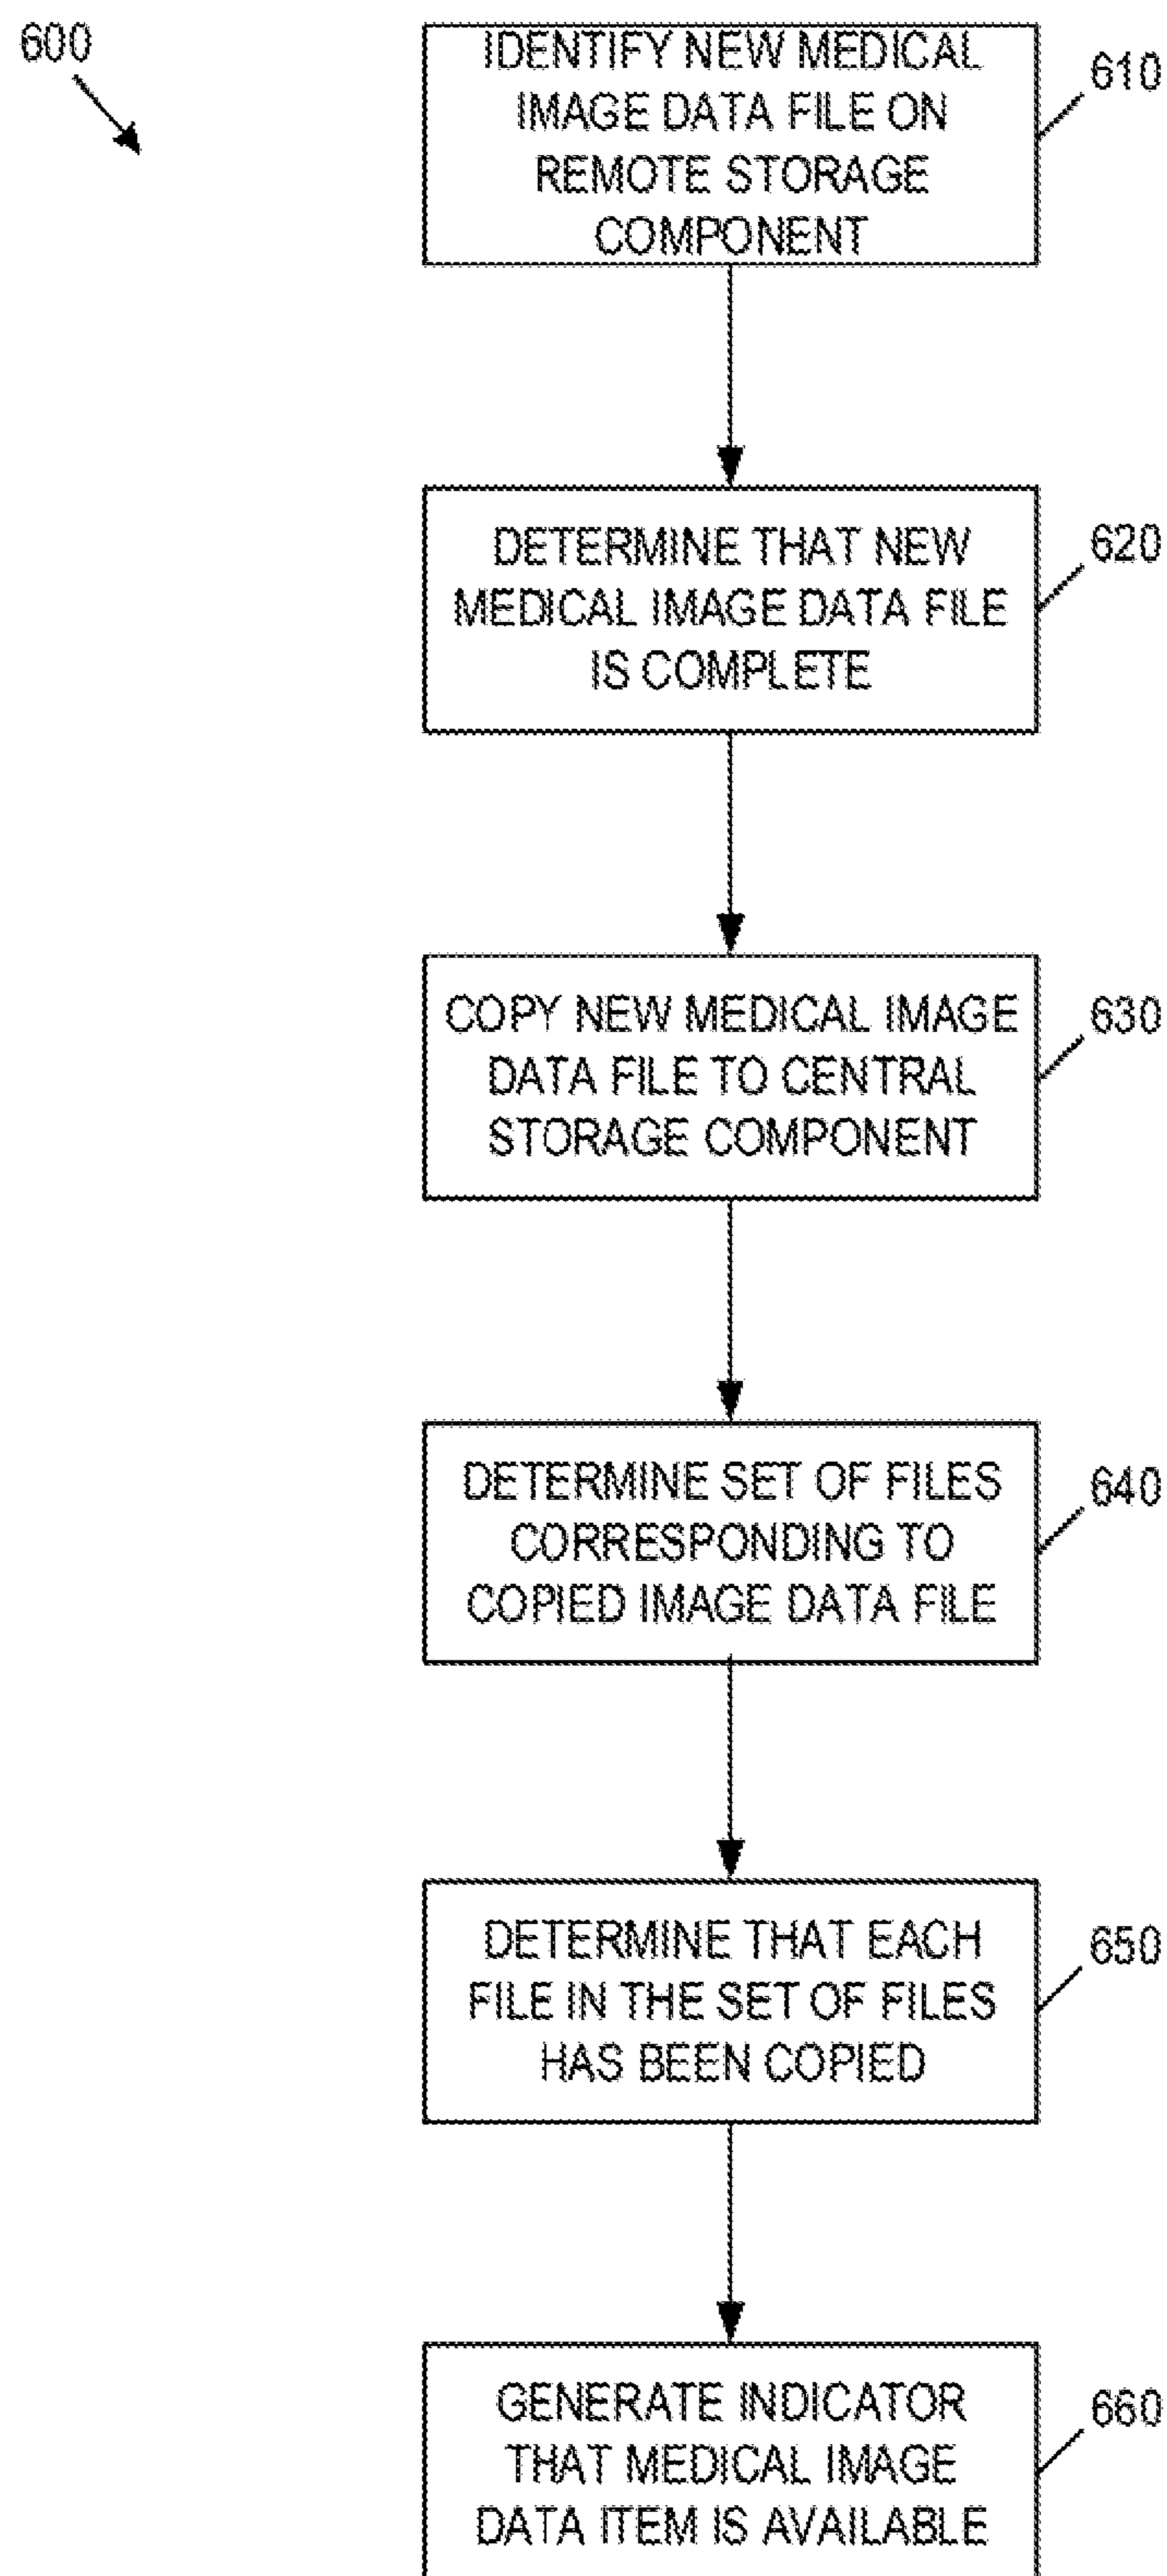 600
IDENTIFY NEW MEDICAL
IMAGE DATA FILE ON
REMOTE STORAGE
COMPONENT
610
DETERMINE THAT NEW
MEDICAL IMAGE DATA FILE
IS COMPLETE
620
COPY NEW MEDICAL IMAGE
DATA FILE TO CENTRAL
STORAGE COMPONENT
630
DETERMINE SET OF FILES
CORRESPONDING TO
COPIED IMAGE DATA FILE
640
DETERMINE THAT EACH
FILE IN THE SET OF FILES
HAS BEEN COPIED
650
GENERATE INDICATOR
THAT MEDICAL IMAGE
DATA ITEM IS AVAILABLE
660